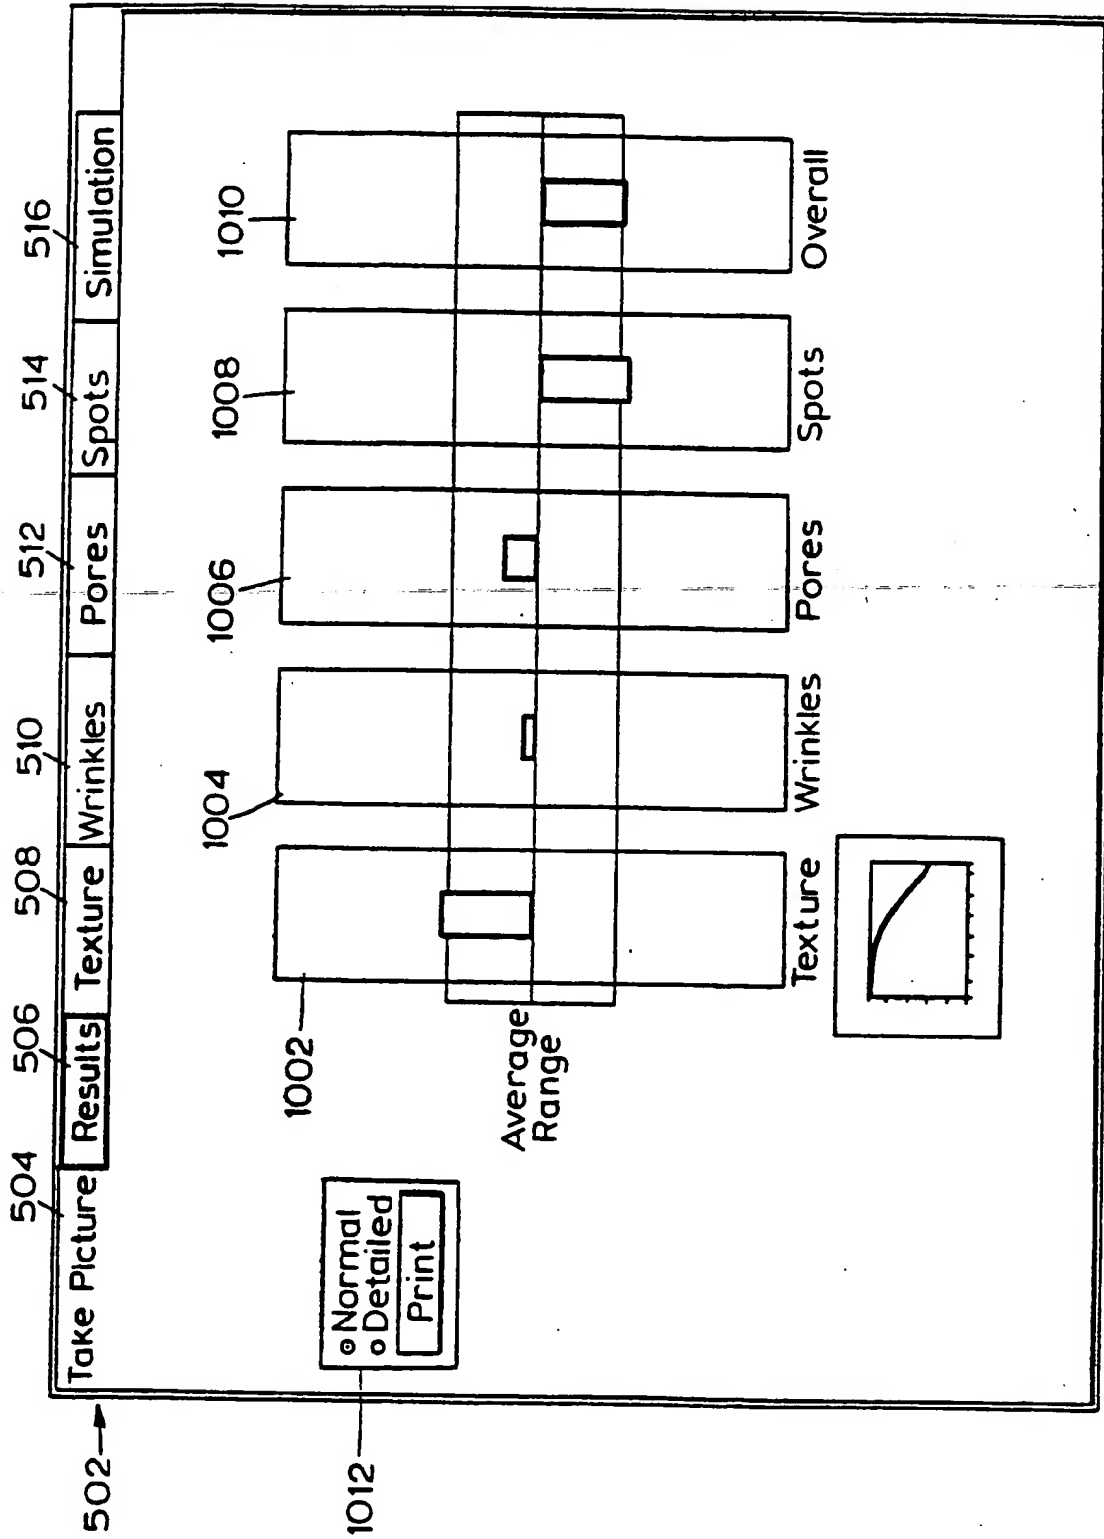 504 506 508 510 512 514 516
502
Take Picture Results Texture Wrinkles Pores Spots Simulation
1002 1004 1006 1008 1010
1012
Normal
Detailed
Print
Average
Range
Texture Wrinkles Pores Spots Overall